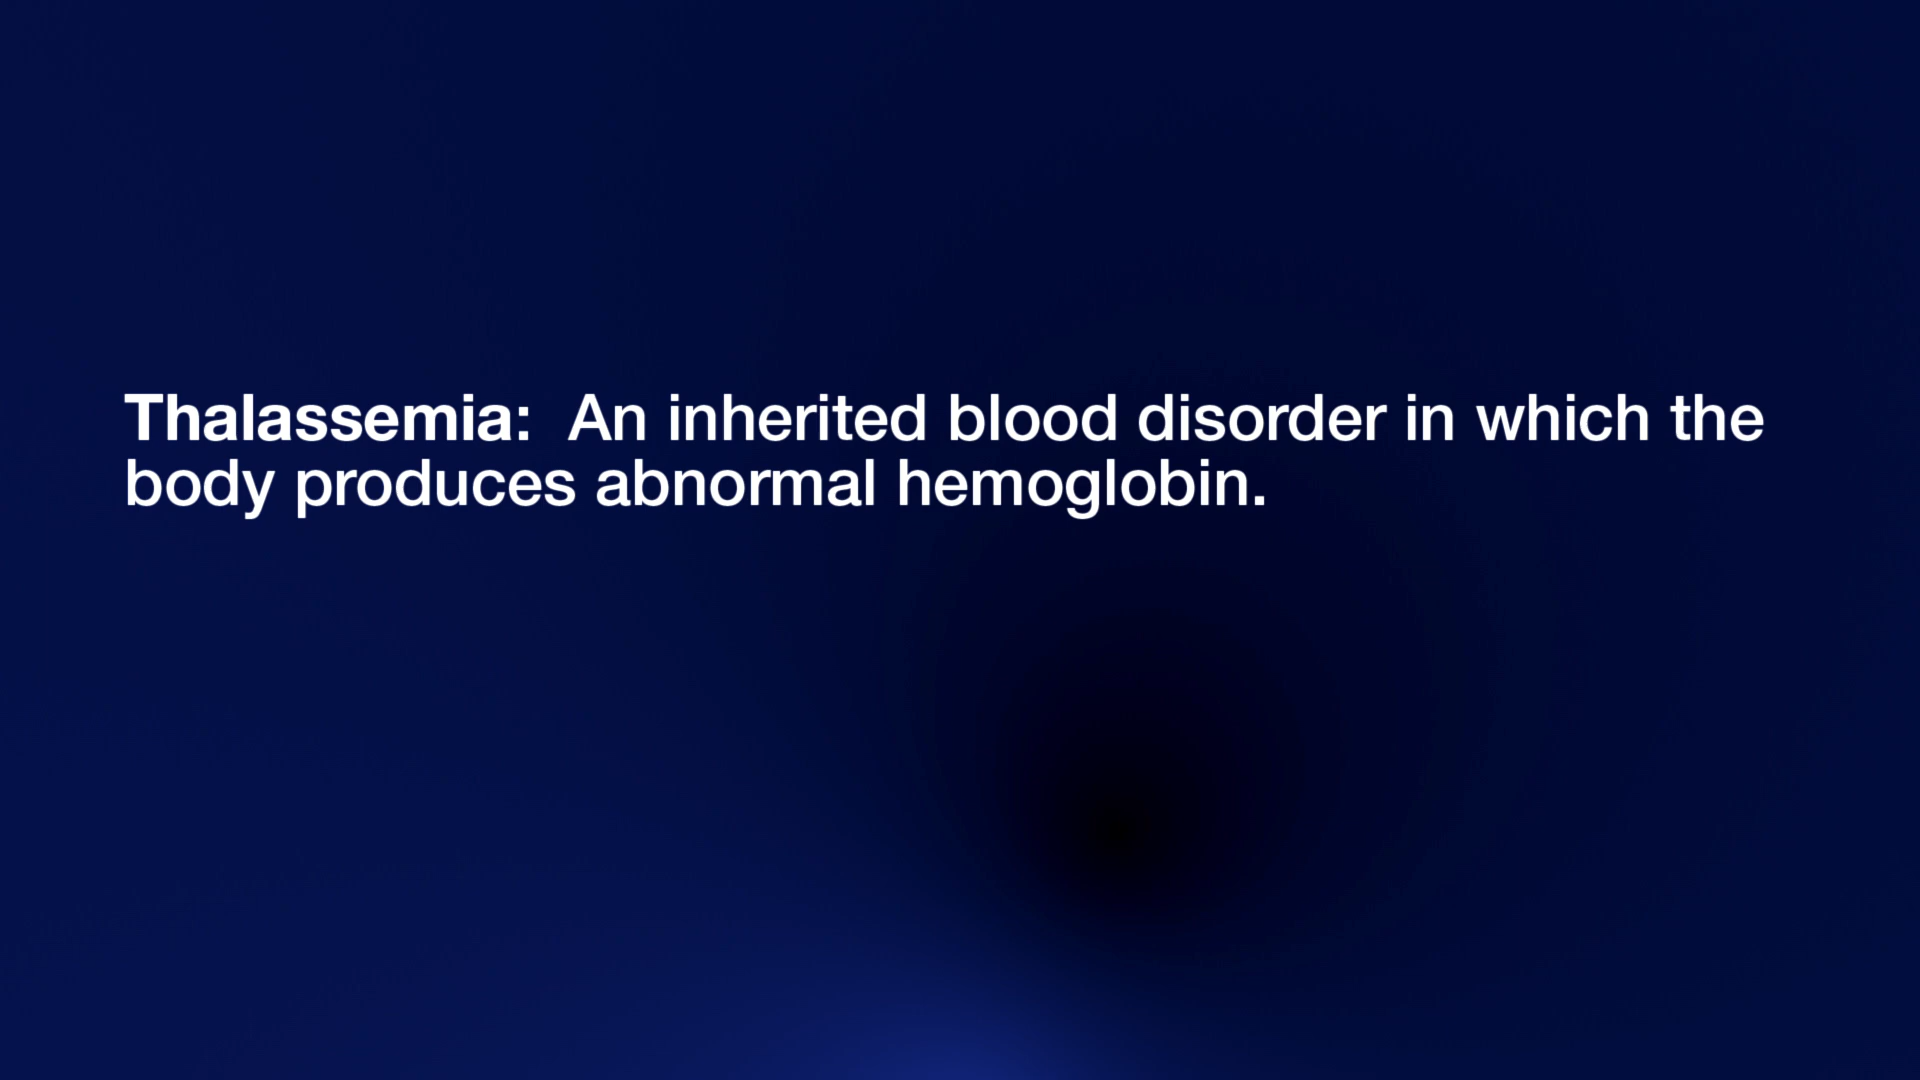 Thalassemia: An inherited blood disorder in which the
body produces abnormal hemoglobin.